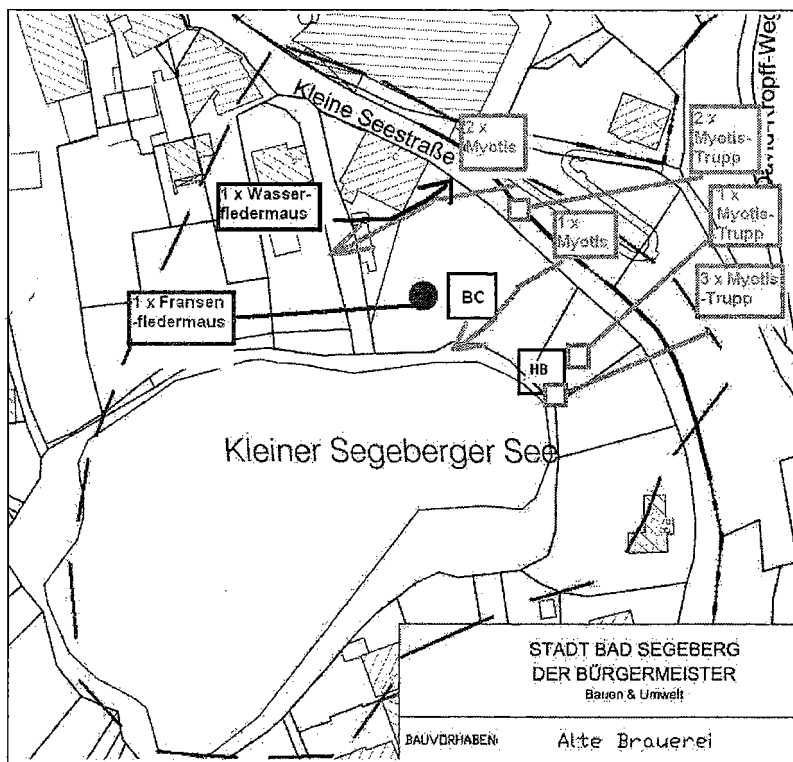 Kleine Seestraße
2 x
Myotis
2 x
Myotis-
Trupp
1 x Wasser-
fledermaus
1 x
Myotis
1 x
Myotis-
Trupp
3 x Myotis
-Trupp
1 x Fransen
-fledermaus
BC
HB
Kleiner Segeberger See
STADT BAD SEGEBERG
DER BÜRGERMEISTER
Bauen & Umwelt
BAUVORHABEN:
Alte Brauerei